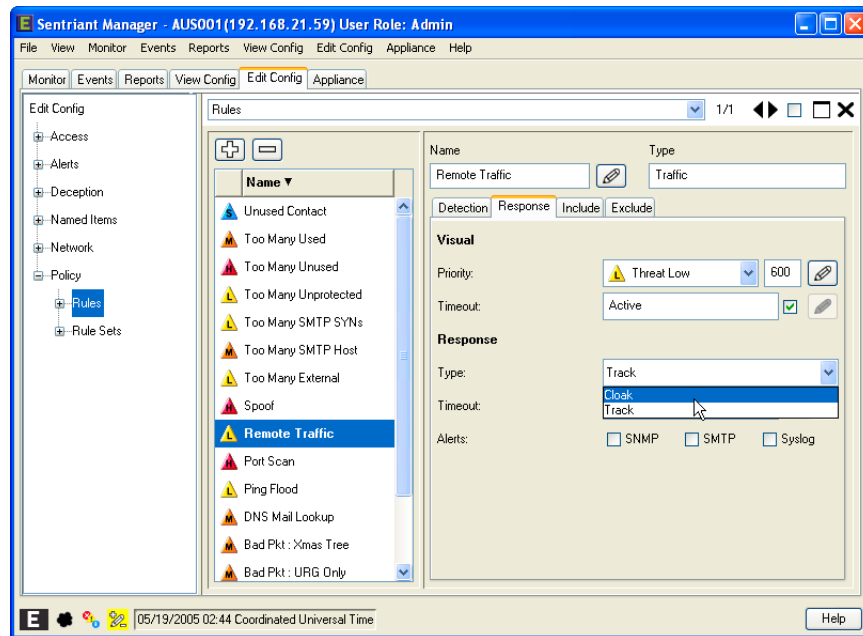 Sentriant Manager - AUS001(192.168.21.59) User Role: Admin
File View Monitor Events Reports View Config Edit Config Appliance Help
Monitor Events Reports View Config Edit Config Appliance
Edit Config
Access
Alerts
Deception
Named Items
Network
Policy
Rules
Rule Sets
Rules 1/1
Name ▼
S Unused Contact
M Too Many Used
H Too Many Unused
L Too Many Unprotected
L Too Many SMTP SYNs
M Too Many SMTP Host
L Too Many External
H Spoof
L Remote Traffic
H Port Scan
L Ping Flood
M DNS Mail Lookup
M Bad Pkt : Xmas Tree
M Bad Pkt : URG Only
Name Type
Remote Traffic Traffic
Detection Response Include Exclude
Visual
Priority: L Threat Low 600
Timeout: Active
Response
Type: Track
Cloak
Track
Timeout:
Alerts: SNMP SMTP Syslog
E 05/19/2005 02:44 Coordinated Universal Time Help